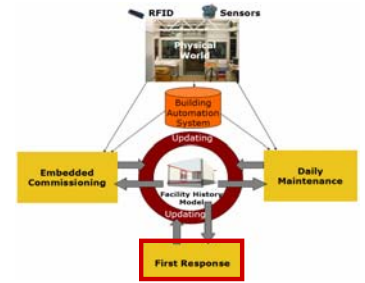 RFID
Sensors
Physical
World
Building
Automation
System
Updating
Embedded
Commissioning
Daily
Maintenance
Facility History
Model
Updating
First Response